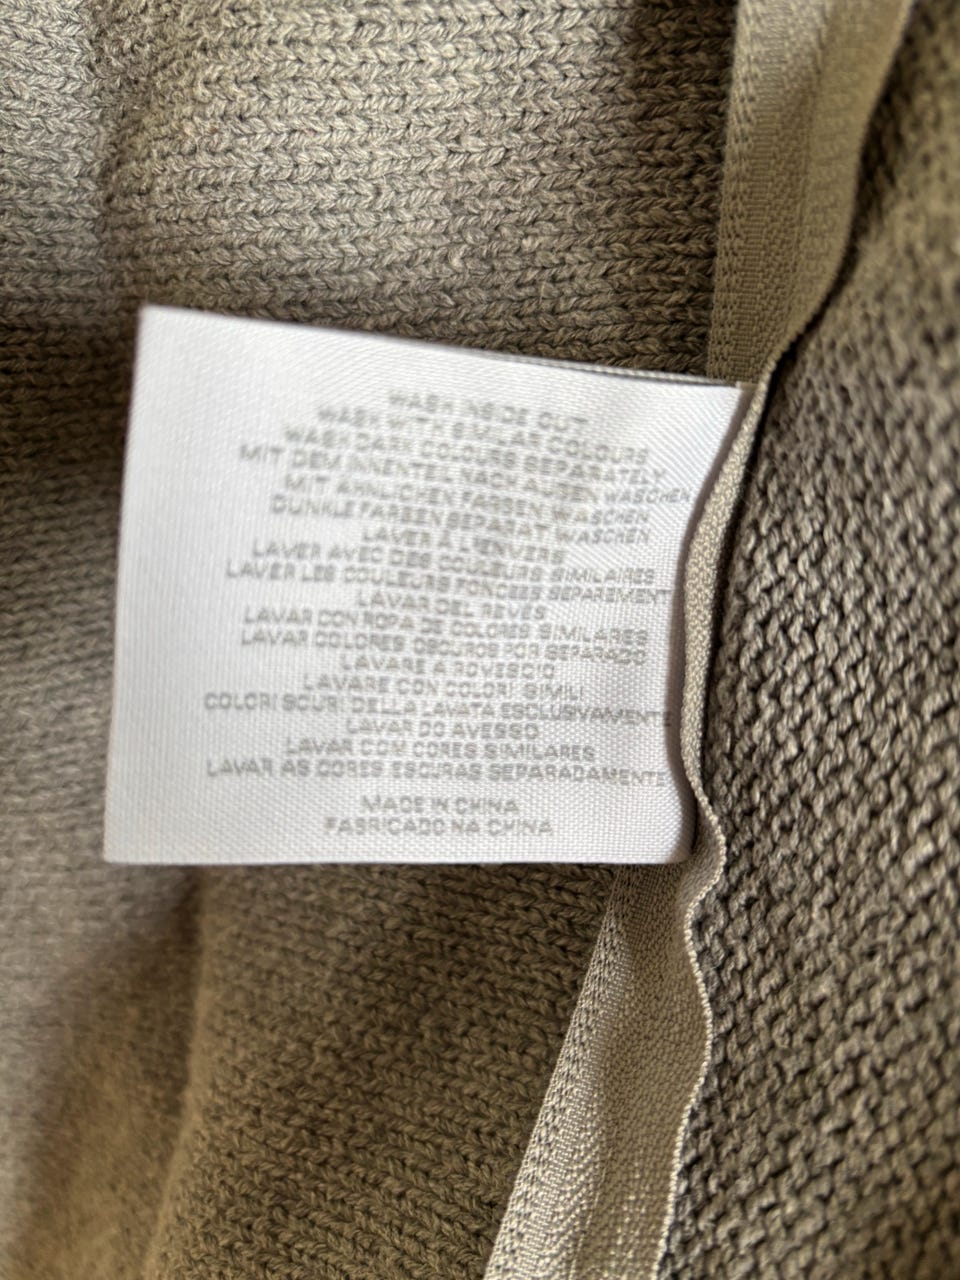 WASH INSIDE OUT
WASH WITH SIMILAR COLOURS
WASH DARK COLOURS SEPARATELY
MIT DEM INNENTEIL NACH AUSEN WASCHEN
MIT ÄHNLICHEN FARBEN WASCHEN
DUNKLE FARBEN SEPARAT WASCHEN
LAVER À L'ENVERS
LAVER AVEC DES COULEURS SIMILAIRES
LAVER LES COULEURS FONCÉES SÉPARÉMENT
LAVAR DEL REVÉS
LAVAR CON ROPA DE COLORES SIMILARES
LAVAR COLORES OSCUROS POR SEPARADO
LAVARE A ROVESCIO
LAVARE CON COLORI SIMILI
COLORI SCURI DELLA LAVATA ESCLUSIVAMENTE
LAVAR DO AVESSO
LAVAR COM CORES SIMILARES
LAVAR AS CORES ESCURAS SEPARADAMENTE
MADE IN CHINA
FABRICADO NA CHINA